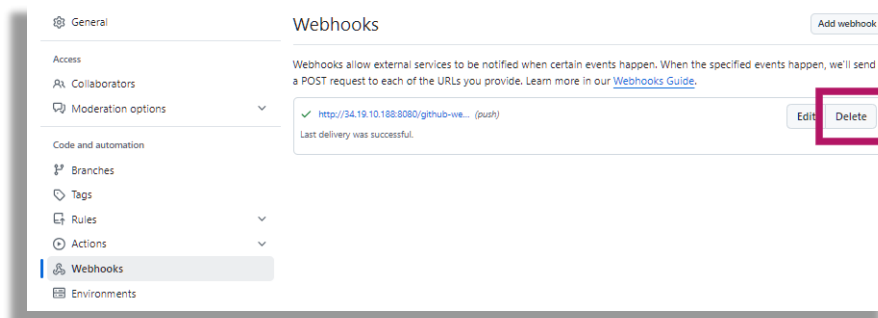 General
Access
Collaborators
Moderation options
Code and automation
Branches
Tags
Rules
Actions
Webhooks
Environments
Webhooks
Add webhook
Webhooks allow external services to be notified when certain events happen. When the specified events happen, we'll send
a POST request to each of the URLs you provide. Learn more in our Webhooks Guide.
http://34.19.10.188:8080/github-we... (push)
Edit
Delete
Last delivery was successful.